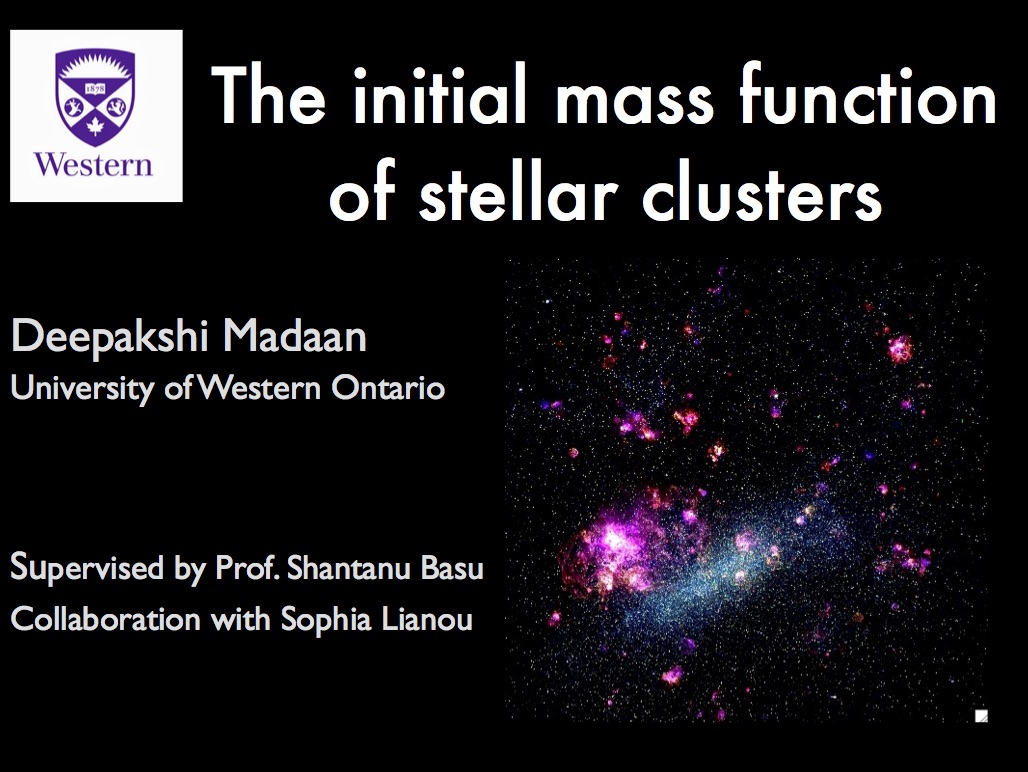 1878
Western
The initial mass function
of stellar clusters
Deepakshi Madaan
University of Western Ontario
Supervised by Prof. Shantanu Basu
Collaboration with Sophia Lianou